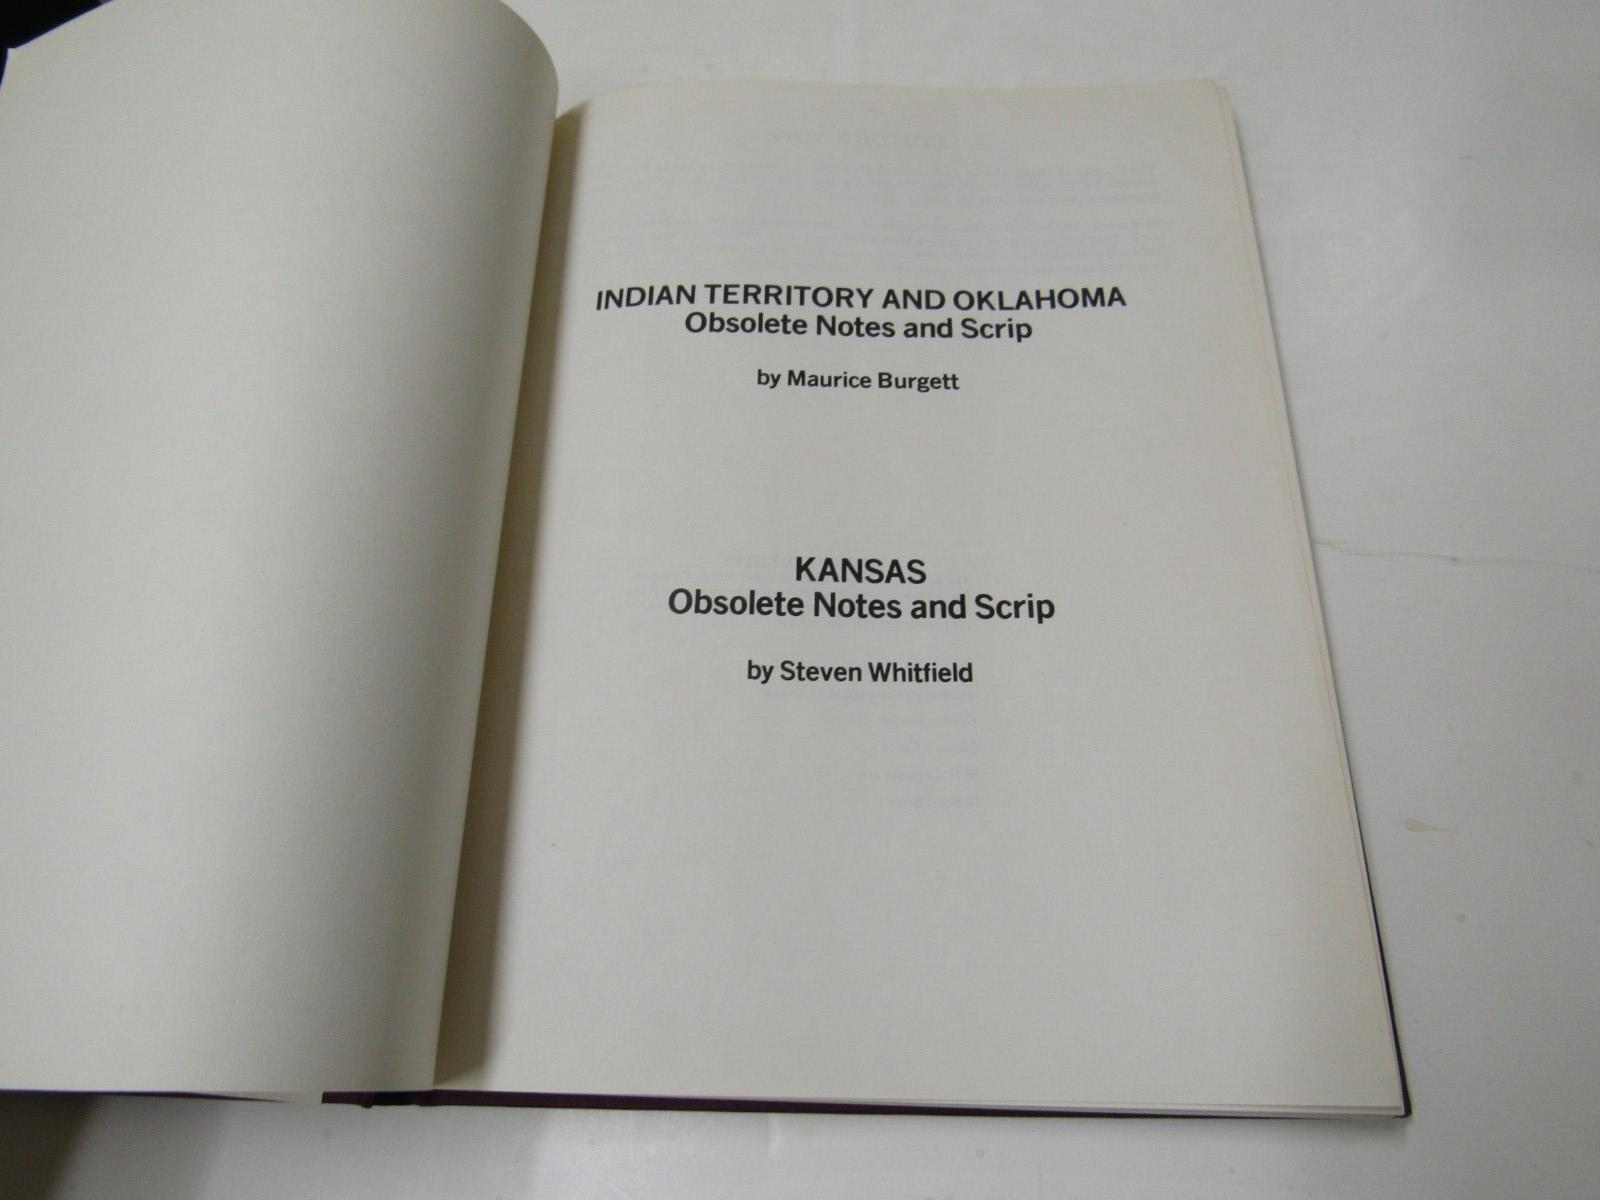 INDIAN TERRITORY AND OKLAHOMA
Obsolete Notes and Scrip
by Maurice Burgett
KANSAS
Obsolete Notes and Scrip
by Steven Whitfield